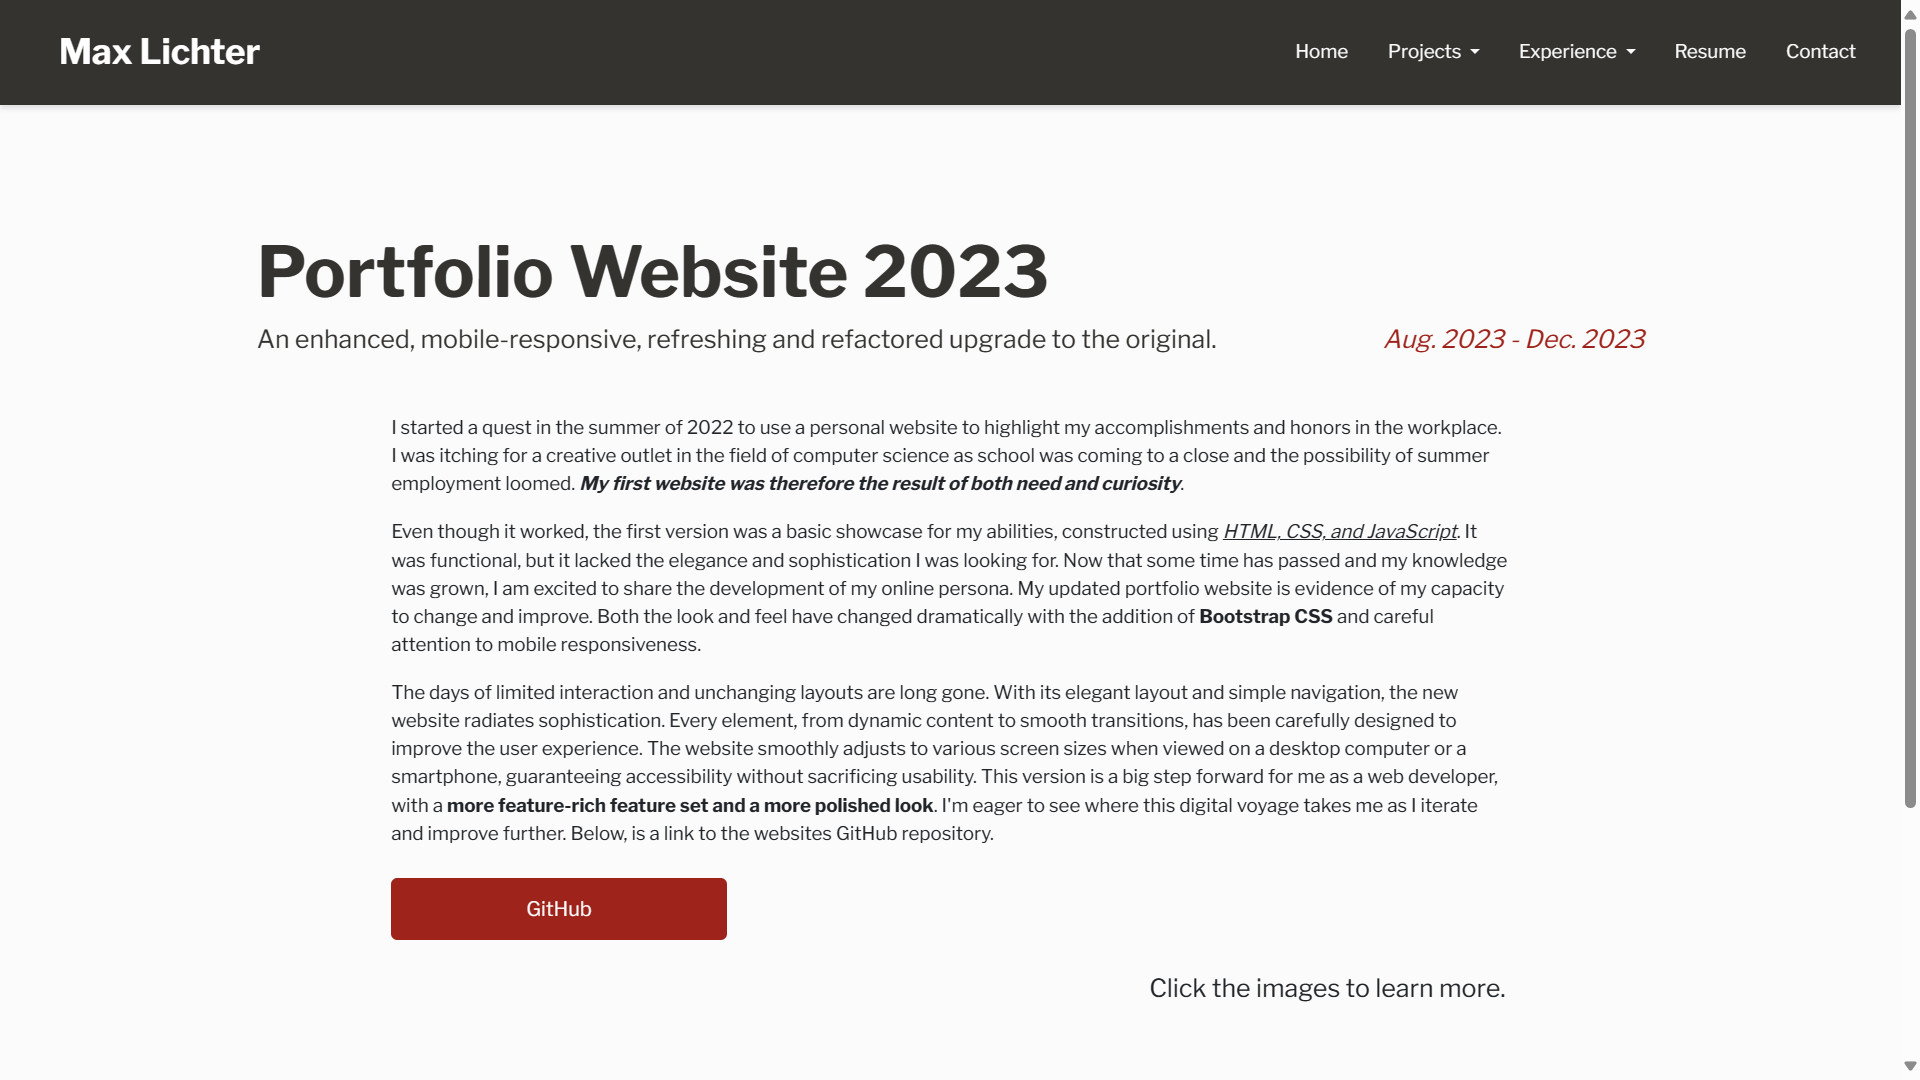 Max Lichter
Home
Projects
Experience
Resume
Contact
Portfolio Website 2023
An enhanced, mobile-responsive, refreshing and refactored upgrade to the original.
Aug. 2023 - Dec. 2023
I started a quest in the summer of 2022 to use a personal website to highlight my accomplishments and honors in the workplace.
I was itching for a creative outlet in the field of computer science as school was coming to a close and the possibility of summer
employment loomed. My first website was therefore the result of both need and curiosity.
Even though it worked, the first version was a basic showcase for my abilities, constructed using HTML, CSS, and JavaScript. It
was functional, but it lacked the elegance and sophistication I was looking for. Now that some time has passed and my knowledge
was grown, I am excited to share the development of my online persona. My updated portfolio website is evidence of my capacity
to change and improve. Both the look and feel have changed dramatically with the addition of Bootstrap CSS and careful
attention to mobile responsiveness.
The days of limited interaction and unchanging layouts are long gone. With its elegant layout and simple navigation, the new
website radiates sophistication. Every element, from dynamic content to smooth transitions, has been carefully designed to
improve the user experience. The website smoothly adjusts to various screen sizes when viewed on a desktop computer or a
smartphone, guaranteeing accessibility without sacrificing usability. This version is a big step forward for me as a web developer,
with a more feature-rich feature set and a more polished look. I'm eager to see where this digital voyage takes me as I iterate
and improve further. Below, is a link to the websites GitHub repository.
GitHub
Click the images to learn more.